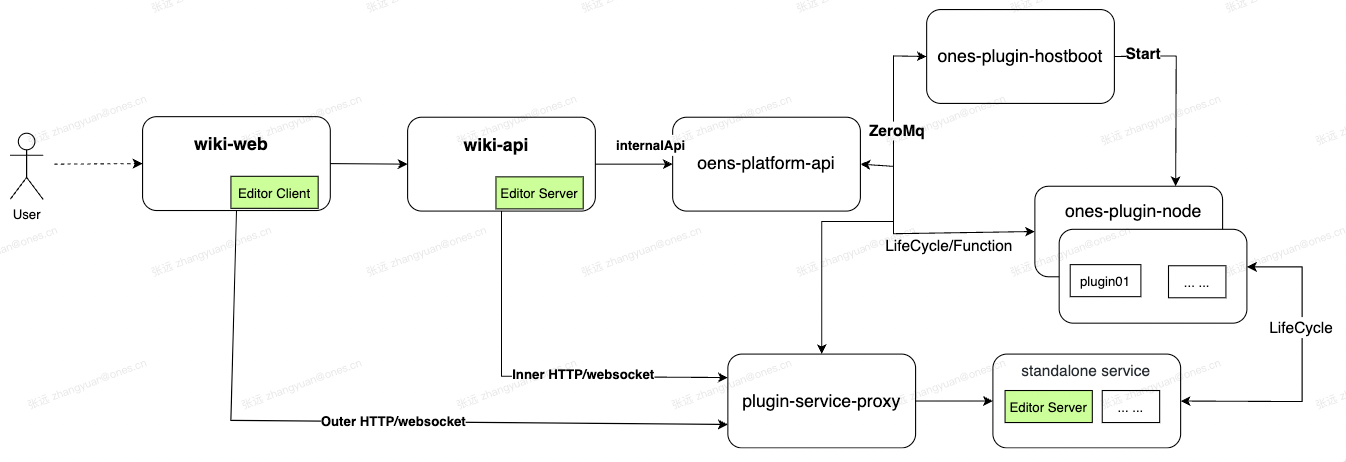 ones-plugin-hostboot
Start
ZeroMq
wiki-web
Editor Client
wiki-api
Editor Server
internalApi
oens-platform-api
User
ones-plugin-node
LifeCycle/Function
plugin01
... ...
LifeCycle
Inner HTTP/websocket
Outer HTTP/websocket
plugin-service-proxy
standalone service
Editor Server
... ...
张远 zhangyuan@ones.cn